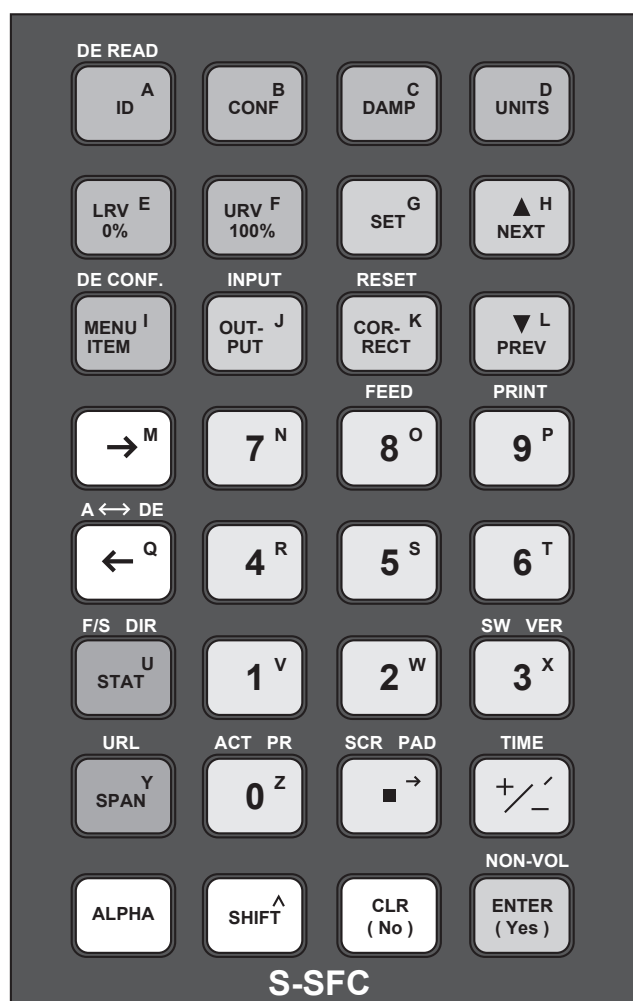 DE READ
A B C D
ID CONF DAMP UNITS
LRV E URV F G ▲ H
0% 100% SET NEXT
DE CONF. INPUT RESET
MENU I OUT- J COR- K ▼ L
ITEM PUT RECT PREV
FEED PRINT
→ M 7 N 8 O 9 P
A ↔ DE
← Q 4 R 5 S 6 T
F/S DIR SW VER
STAT U 1 V 2 W 3 X
URL ACT PR SCR PAD TIME
SPAN Y 0 Z ■ → +/− ′
NON-VOL
ALPHA SHIFT ^ CLR ENTER
( No ) ( Yes )
S-SFC